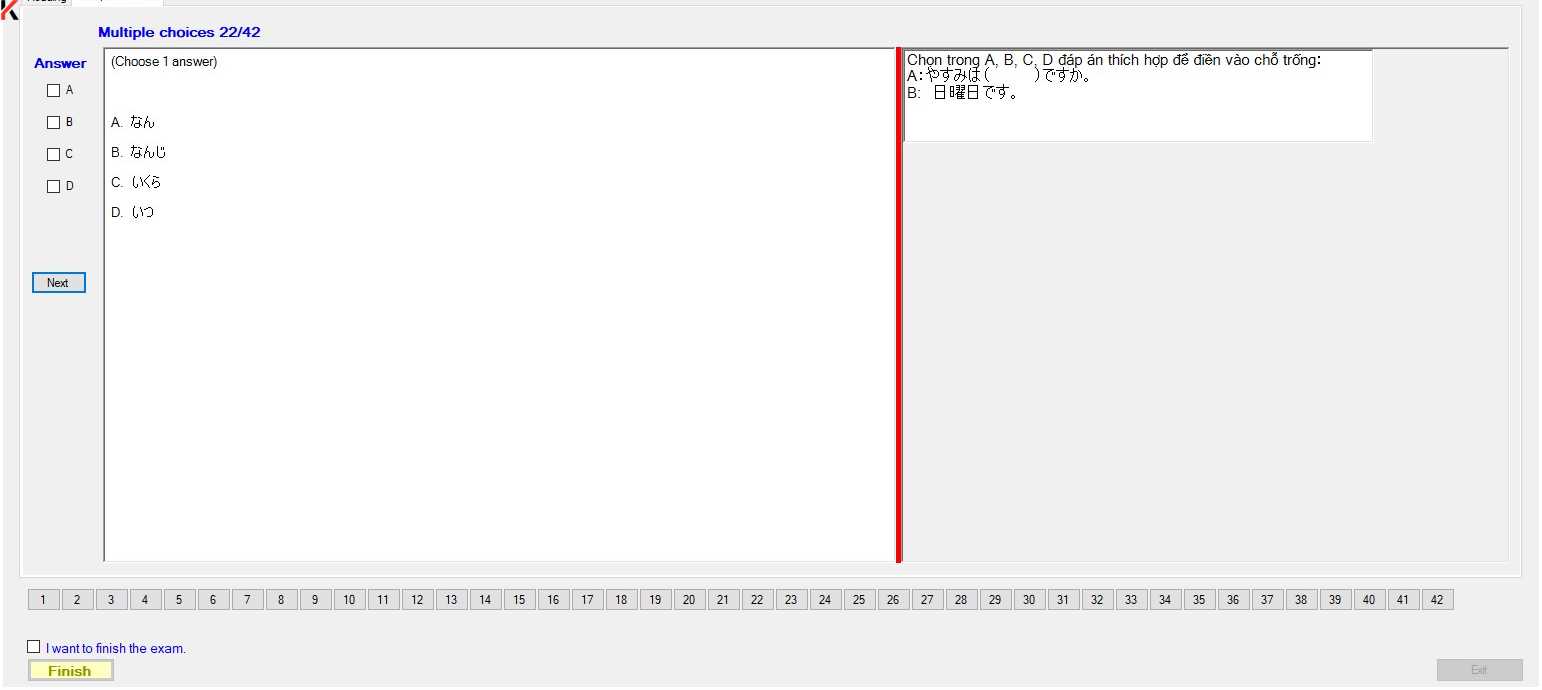 Multiple choices 22/42
Answer
A
B
C
D
Next
(Choose 1 answer)
A. なん
B. なんじ
C. いくら
D. いつ
Chọn trong A, B, C, D đáp án thích hợp để điền vào chỗ trống:
A:やすみは(　　　)ですか。
B: 日曜日です。
1 2 3 4 5 6 7 8 9 10 11 12 13 14 15 16 17 18 19 20 21 22 23 24 25 26 27 28 29 30 31 32 33 34 35 36 37 38 39 40 41 42
I want to finish the exam.
Finish
Exit